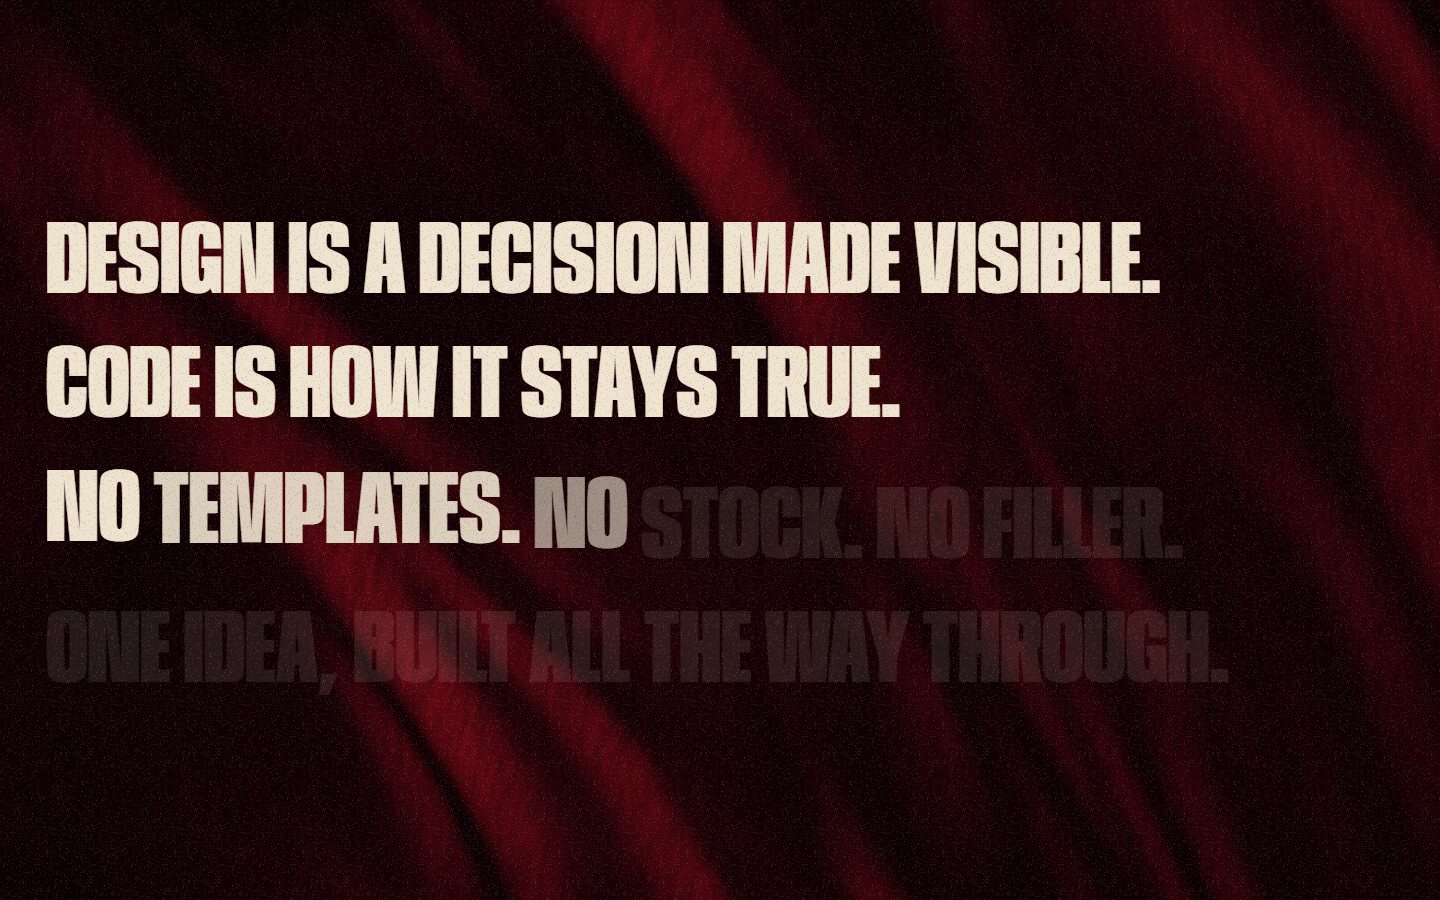 DESIGN IS A DECISION MADE VISIBLE.
CODE IS HOW IT STAYS TRUE.
NO TEMPLATES. NO STOCK. NO FILLER.
ONE IDEA, BUILT ALL THE WAY THROUGH.